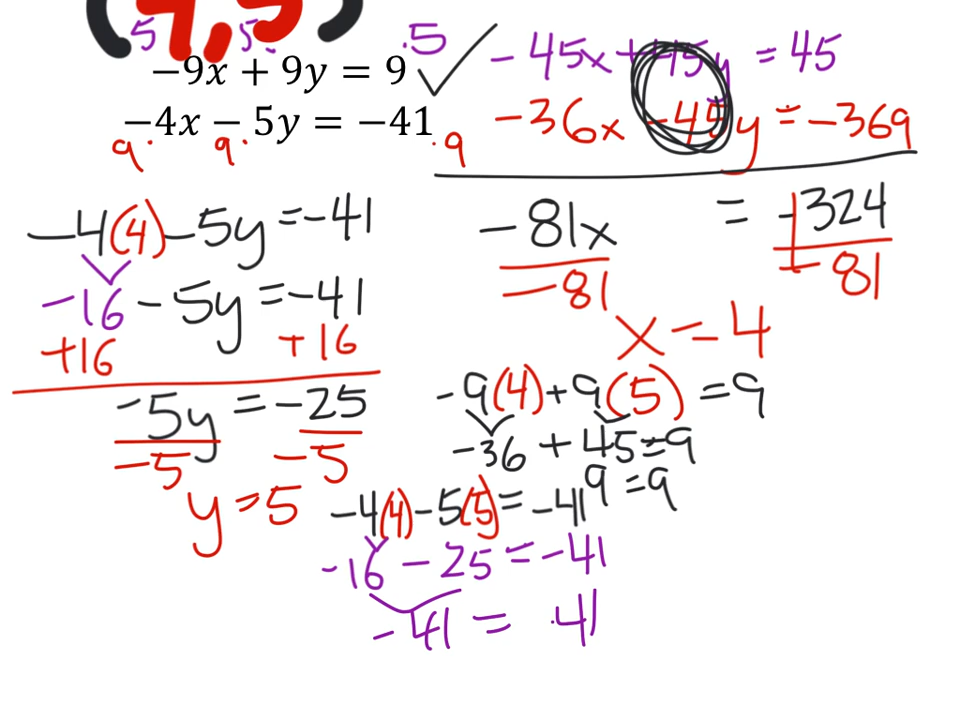 (4,5)
5 5. .5
−9x + 9y = 9 ✓
−4x − 5y = −41
9. 9. .9
-45x+45y = 45
-36x -45y = -369
-81x = -324
-81 -81
x = 4
-4(4)-5y=-41
-16 - 5y = -41
+16 +16
-5y = -25
-5 -5
y = 5
-9(4)+9(5) = 9
-36 + 45 = 9
9 = 9
-4(4)-5(5)= -41
-16 - 25 = -41
-41 = .41